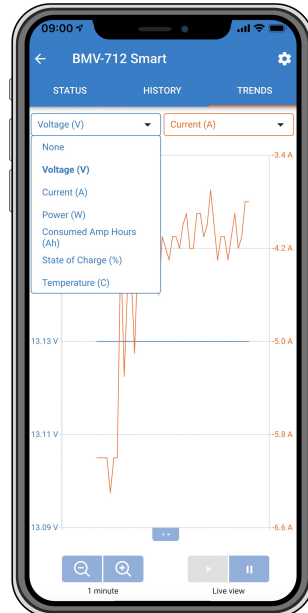 09:00
BMV-712 Smart
STATUS HISTORY TRENDS
Voltage (V) Current (A)
None
Voltage (V)
Current (A)
Power (W)
Consumed Amp Hours
(Ah)
State of Charge (%)
Temperature (C)
-3.4 A
-4.2 A
13.13 V -5.0 A
13.11 V -5.8 A
13.09 V -6.6 A
1 minute Live view